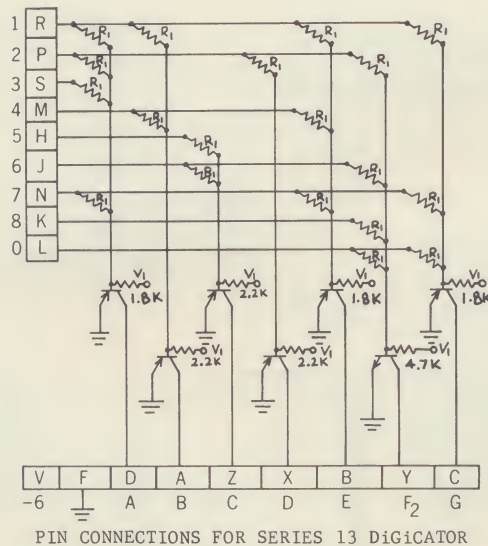 1 R R1 R1 R1 R1
2 P R1 R1 R1
3 S R1
4 M R1 R1
5 H R1
6 J R1 R1
7 N R1 R1 R1
8 K R1
0 L R1 R1
V1 V1 V1 V1
1.8K 2.2K 1.8K 1.8K
V1 V1 V1
2.2K 2.2K 4.7K
V F D A Z X B Y C
-6 A B C D E F2 G
PIN CONNECTIONS FOR SERIES 13 DiGiCATOR